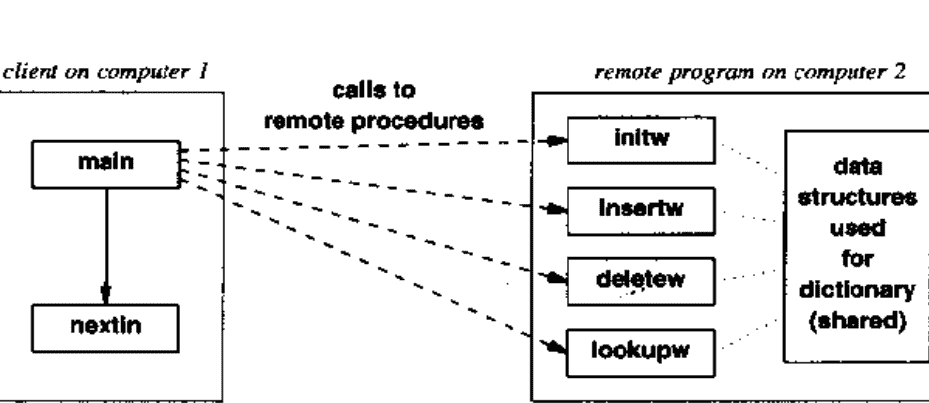 client on computer 1
remote program on computer 2
calls to
remote procedures
main
nextin
initw
insertw
deletew
lookupw
data
structures
used
for
dictionary
(shared)